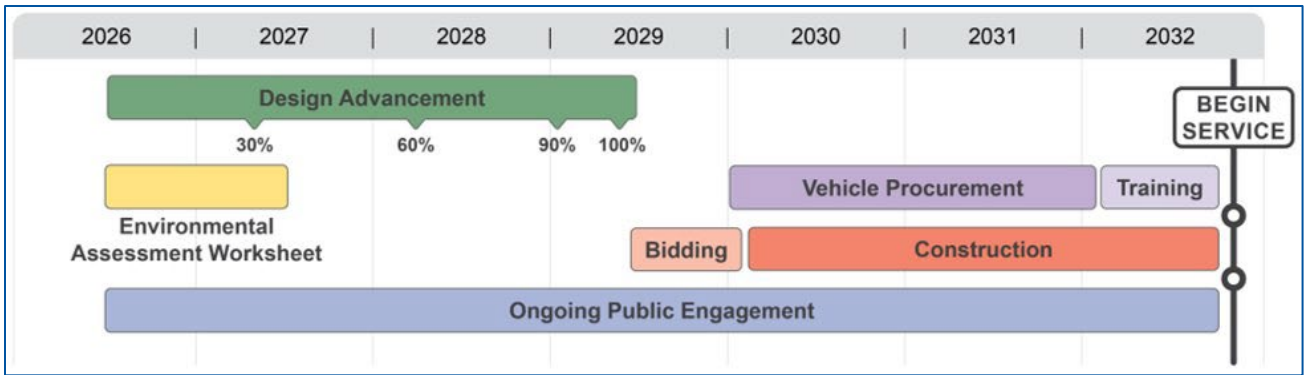 2026 | 2027 | 2028 | 2029 | 2030 | 2031 | 2032
Design Advancement
30% 60% 90% 100%
BEGIN
SERVICE
Vehicle Procurement Training
Environmental
Assessment Worksheet
Bidding Construction
Ongoing Public Engagement